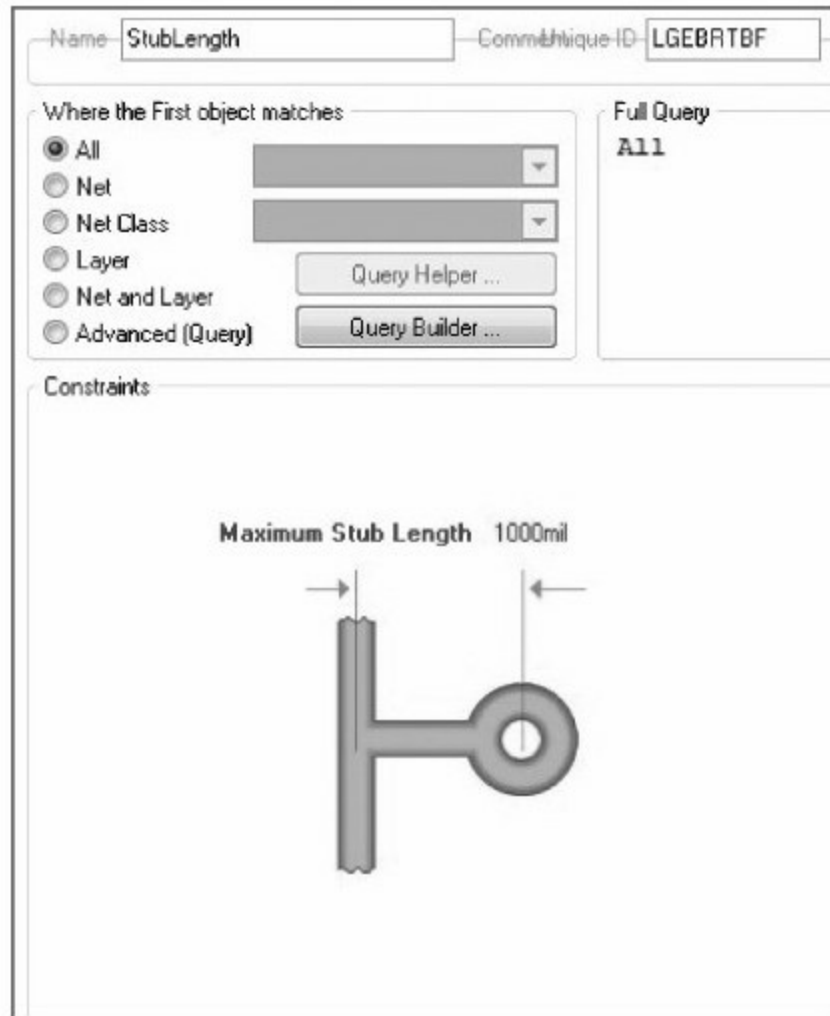 Name StubLength Comment Unique ID LGEBRTBF
Where the First object matches
All
Net
Net Class
Layer
Net and Layer
Advanced (Query)
Query Helper ...
Query Builder ...
Full Query
All
Constraints
Maximum Stub Length 1000mil